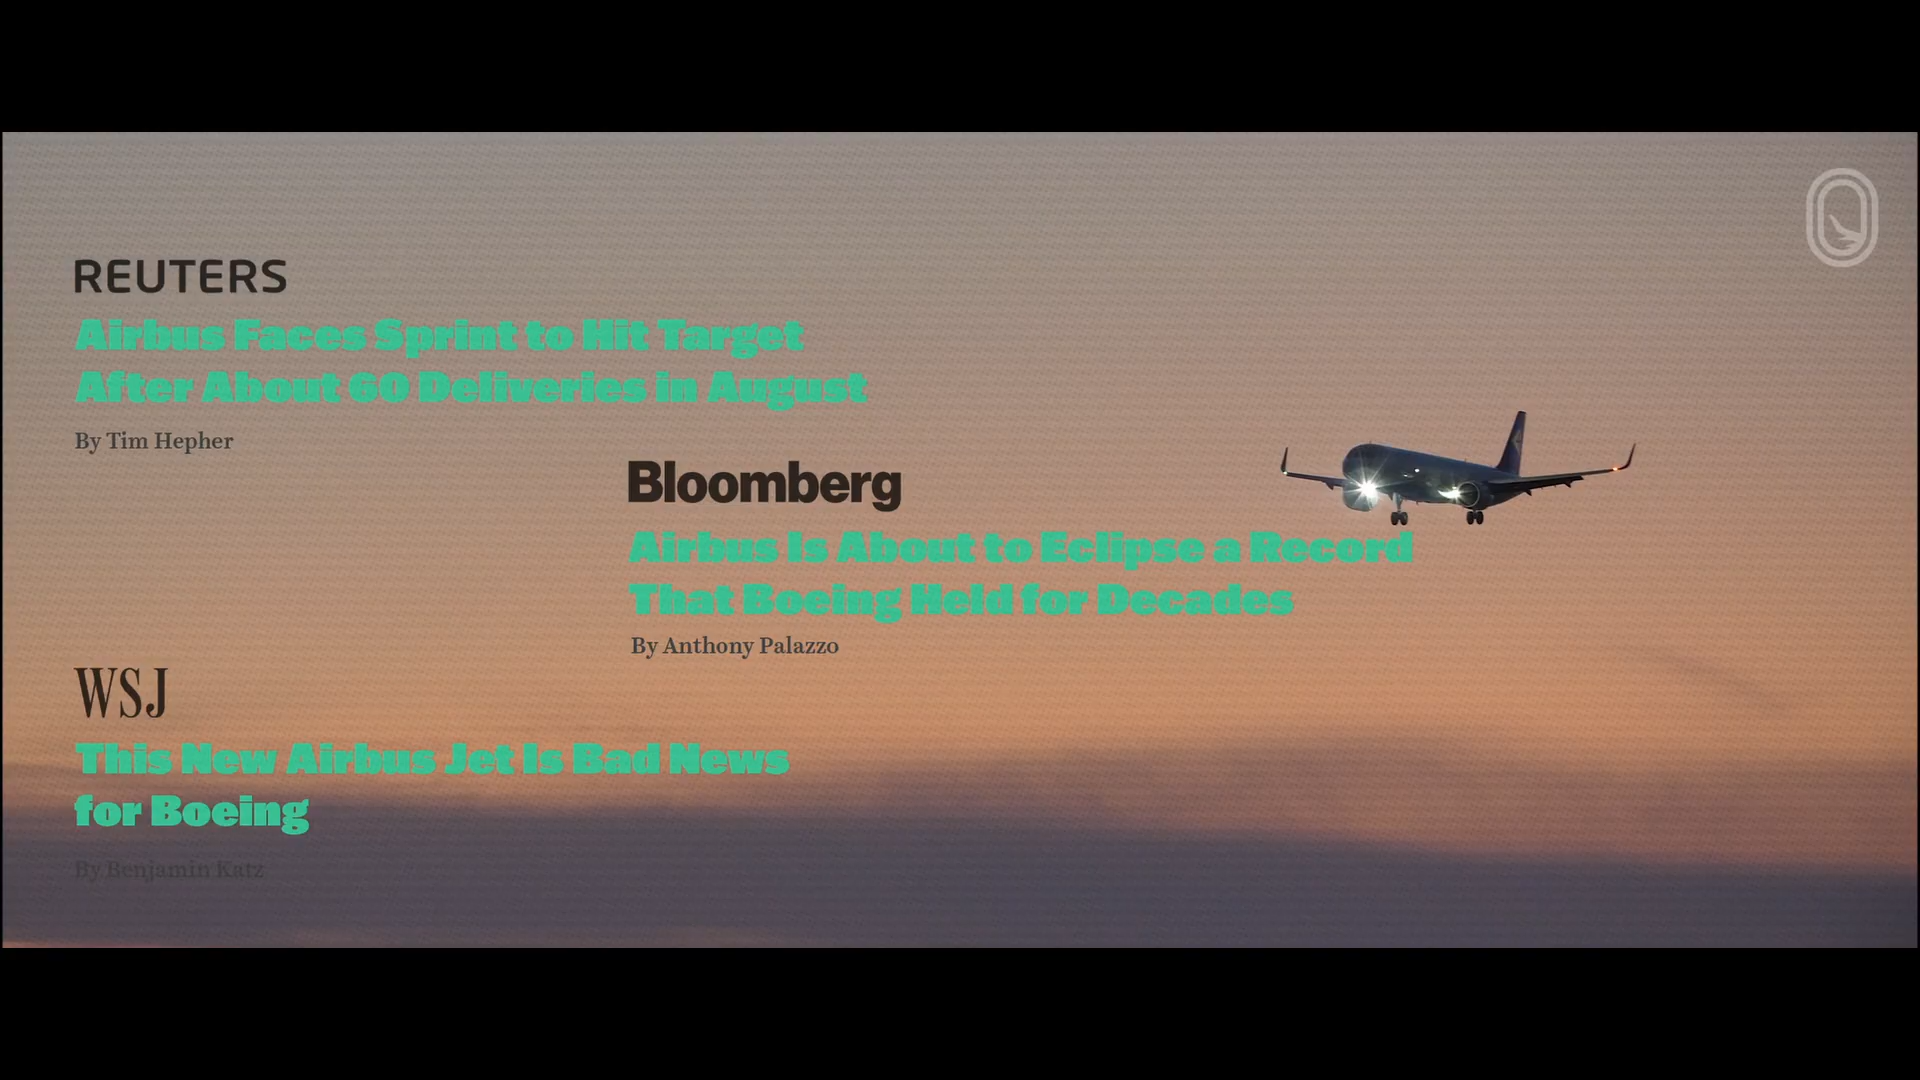 REUTERS
Airbus Faces Sprint to Hit Target
After About 60 Deliveries in August
By Tim Hepher
Bloomberg
Airbus Is About to Eclipse a Record
That Boeing Held for Decades
By Anthony Palazzo
WSJ
This New Airbus Jet Is Bad News
for Boeing
By Benjamin Katz